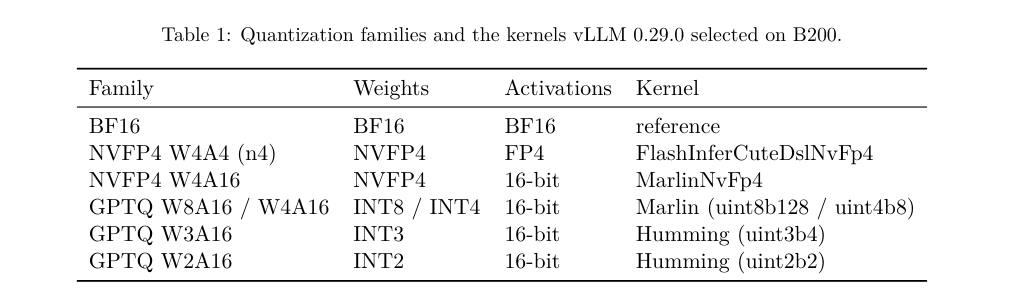 Table 1: Quantization families and the kernels vLLM 0.29.0 selected on B200.
Family Weights Activations Kernel
BF16 BF16 BF16 reference
NVFP4 W4A4 (n4) NVFP4 FP4 FlashInferCuteDslNvFp4
NVFP4 W4A16 NVFP4 16-bit MarlinNvFp4
GPTQ W8A16 / W4A16 INT8 / INT4 16-bit Marlin (uint8b128 / uint4b8)
GPTQ W3A16 INT3 16-bit Humming (uint3b4)
GPTQ W2A16 INT2 16-bit Humming (uint2b2)